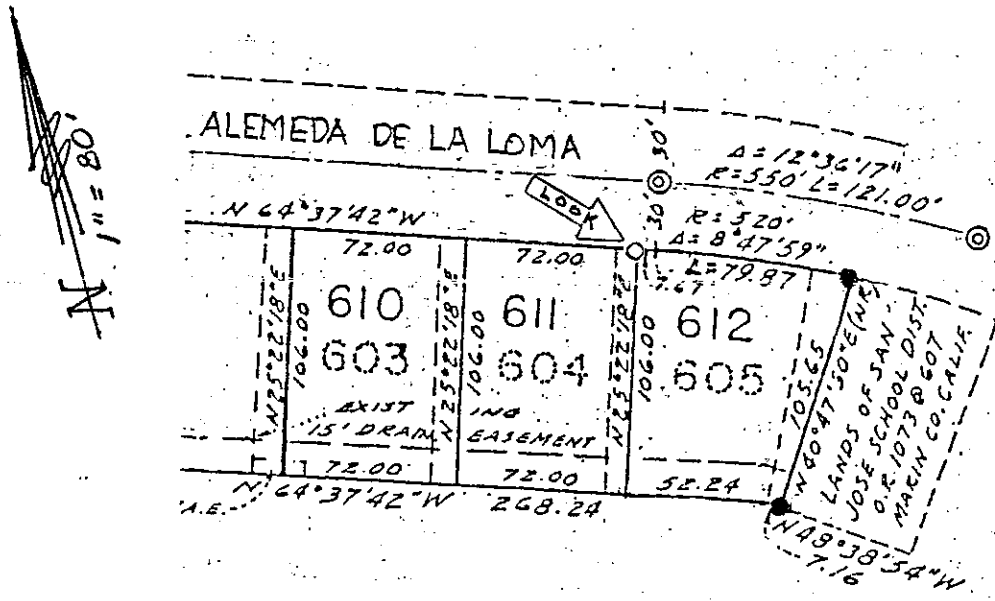 1" = 80'
N
ALEMEDA DE LA LOMA
30'
30'
Δ = 12°36'17"
R=550' L=121.00'
LOOK
R = 520'
Δ = 8°47'59"
L=79.87
7.67
N 64°37'42"W
72.00
72.00
N25°22'18"E
106.00
610
603
N25°22'18"E
106.00
611
604
N25°22'18"E
106.00
612
605
105.65
N40°47'50"E(NR)
LANDS OF SAN
JOSE SCHOOL DIST.
O.R. 1073 @ 607
MARIN CO. CALIF.
EXIST ING
15' DRAIN EASEMENT
72.00
72.00
52.24
.A.E.
N 64°37'42"W
268.24
N48°38'54"W
7.16